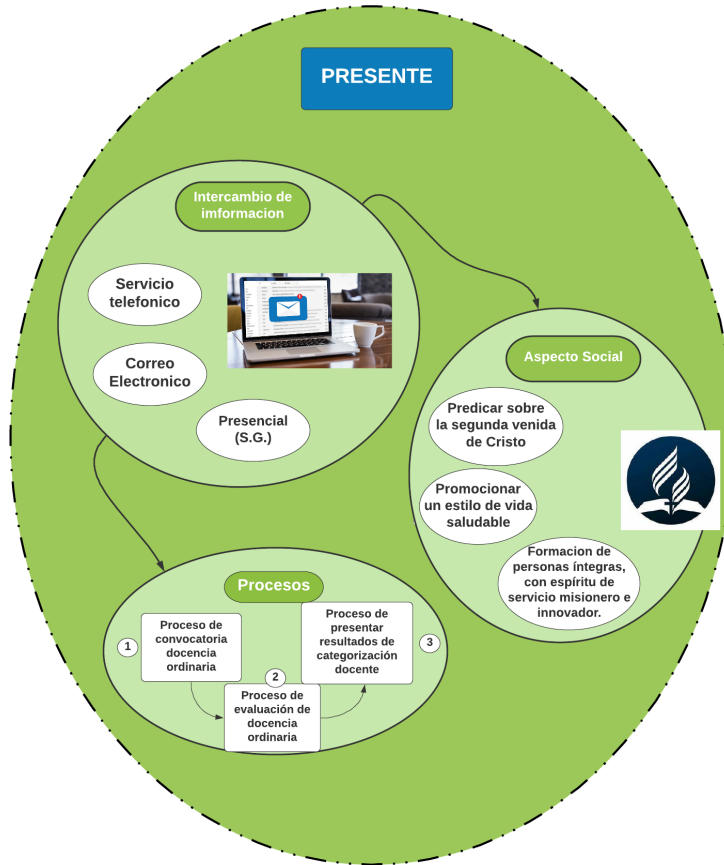 PRESENTE
Intercambio de
imformacion
Servicio
telefonico
Correo
Electronico
Presencial
(S.G.)
Aspecto Social
Predicar sobre
la segunda venida
de Cristo
Promocionar
un estilo de vida
saludable
Formacion de
personas íntegras,
con espíritu de
servicio misionero e
innovador.
Procesos
1
Proceso de
convocatoria
docencia
ordinaria
2
Proceso de
evaluación de
docencia
ordinaria
Proceso de
presentar
resultados de
categorización
docente
3